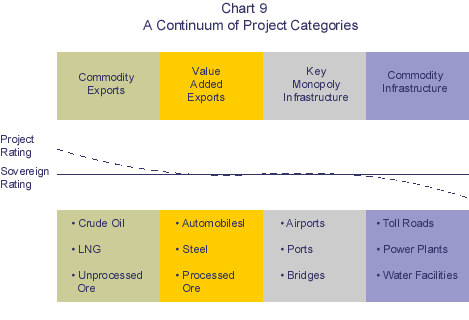 Chart 9
A Continuum of Project Categories
Commodity
Exports
Value
Added
Exports
Key
Monopoly
Infrastructure
Commodity
Infrastructure
Project
Rating
Sovereign
Rating
• Crude Oil
• LNG
• Unprocessed
Ore
• Automobilesl
• Steel
• Processed
Ore
• Airports
• Ports
• Bridges
• Toll Roads
• Power Plants
• Water Facilities